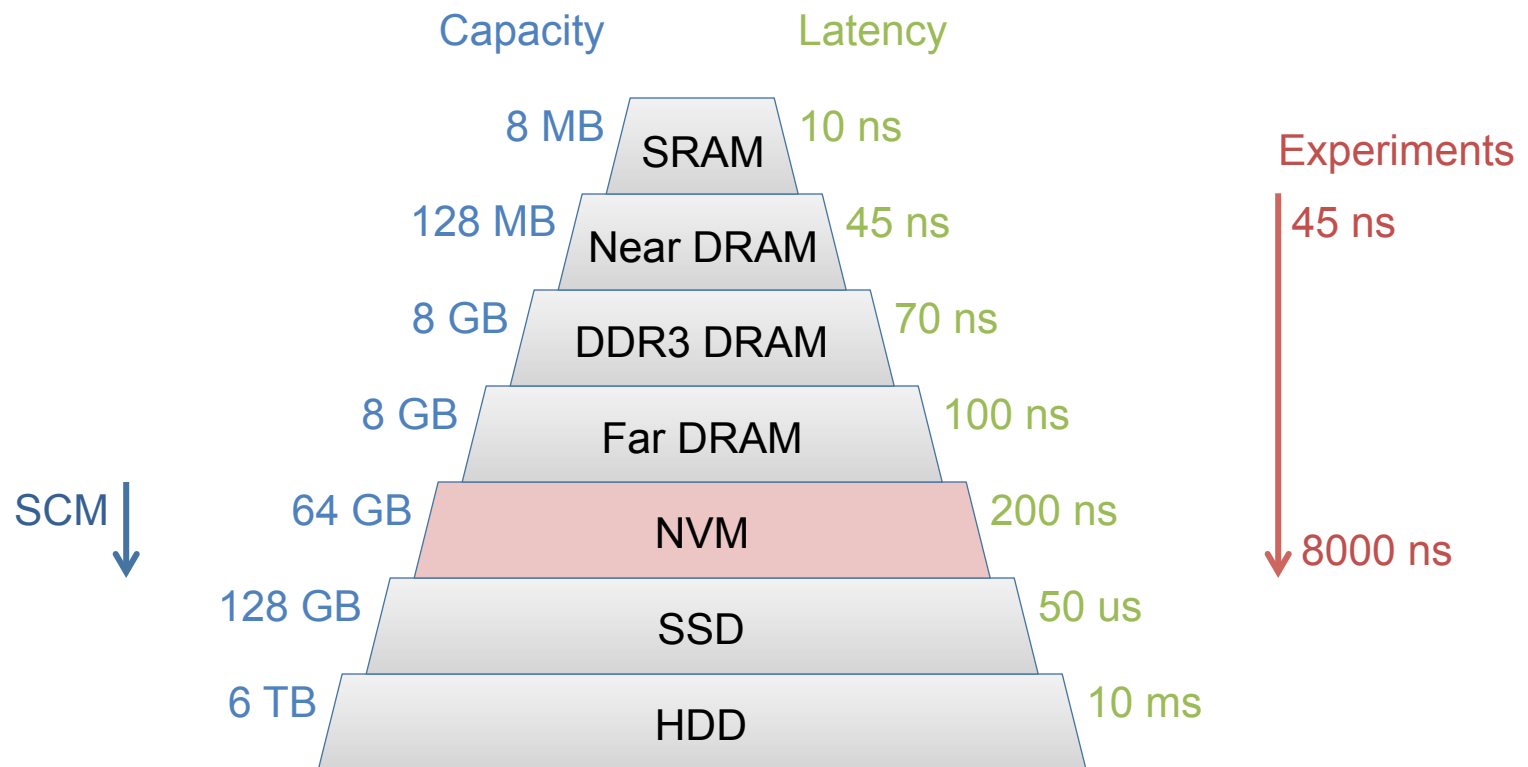 Capacity Latency
8 MB SRAM 10 ns
Experiments
128 MB Near DRAM 45 ns 45 ns
8 GB DDR3 DRAM 70 ns
8 GB Far DRAM 100 ns
SCM 64 GB NVM 200 ns
8000 ns
128 GB SSD 50 us
6 TB HDD 10 ms